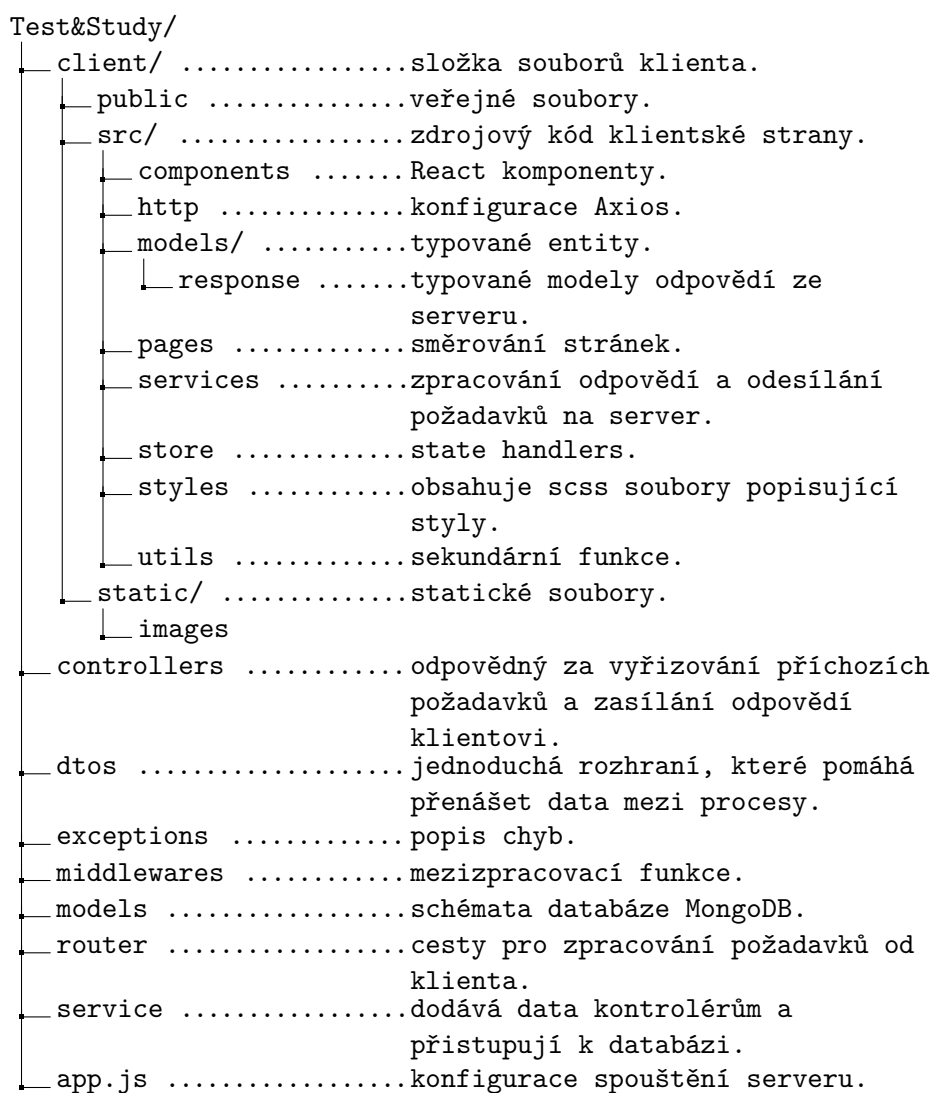 Test&Study/
client/ ................složka souborů klienta.
public ...............veřejné soubory.
src/ .................zdrojový kód klientské strany.
components .......React komponenty.
http .............konfigurace Axios.
models/ ..........typované entity.
response .......typované modely odpovědí ze
serveru.
pages ............směrování stránek.
services .........zpracování odpovědí a odesílání
požadavků na server.
store ............state handlers.
styles ...........obsahuje scss soubory popisující
styly.
utils ............sekundární funkce.
static/ .............statické soubory.
images
controllers ...........odpovědný za vyřizování příchozích
požadavků a zasílání odpovědí
klientovi.
dtos ...................jednoduchá rozhraní, které pomáhá
přenášet data mezi procesy.
exceptions ............popis chyb.
middlewares ...........mezizpracovací funkce.
models ................schémata databáze MongoDB.
router ................cesty pro zpracování požadavků od
klienta.
service ...............dodává data kontrolérům a
přistupují k databázi.
app.js ................konfigurace spouštění serveru.